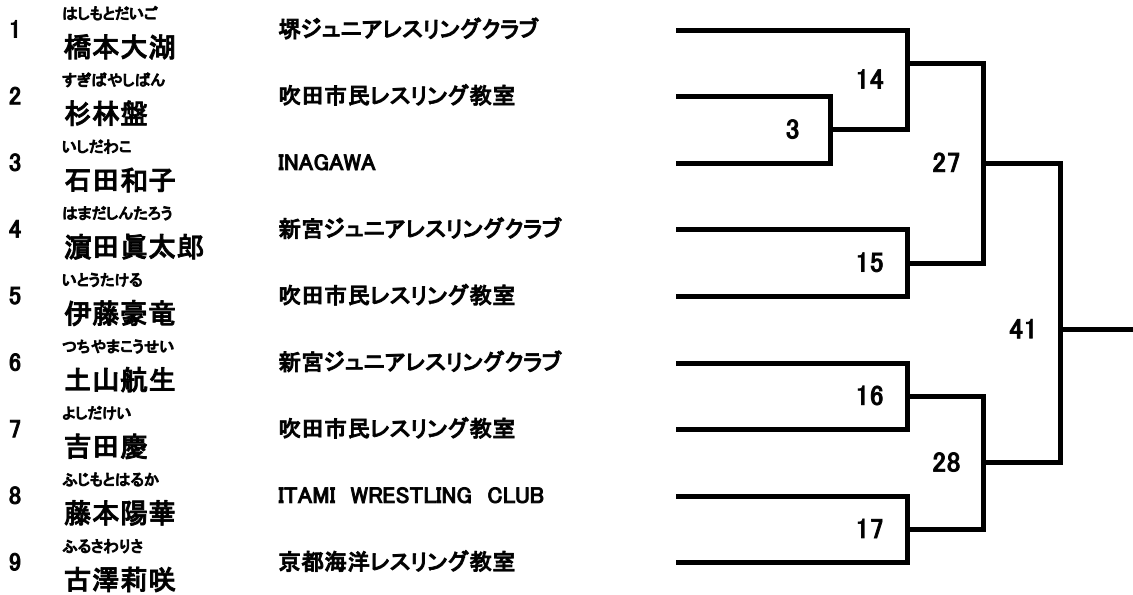 はしもとだいご
1 橋本大湖 堺ジュニアレスリングクラブ
すぎばやしばん
2 杉林盤 吹田市民レスリング教室
いしだわこ
3 石田和子 INAGAWA
はまだしんたろう
4 濵田眞太郎 新宮ジュニアレスリングクラブ
いとうたける
5 伊藤豪竜 吹田市民レスリング教室
つちやまこうせい
6 土山航生 新宮ジュニアレスリングクラブ
よしだけい
7 吉田慶 吹田市民レスリング教室
ふじもとはるか
8 藤本陽華 ITAMI WRESTLING CLUB
ふるさわりさ
9 古澤莉咲 京都海洋レスリング教室
14
3
27
15
41
16
28
17